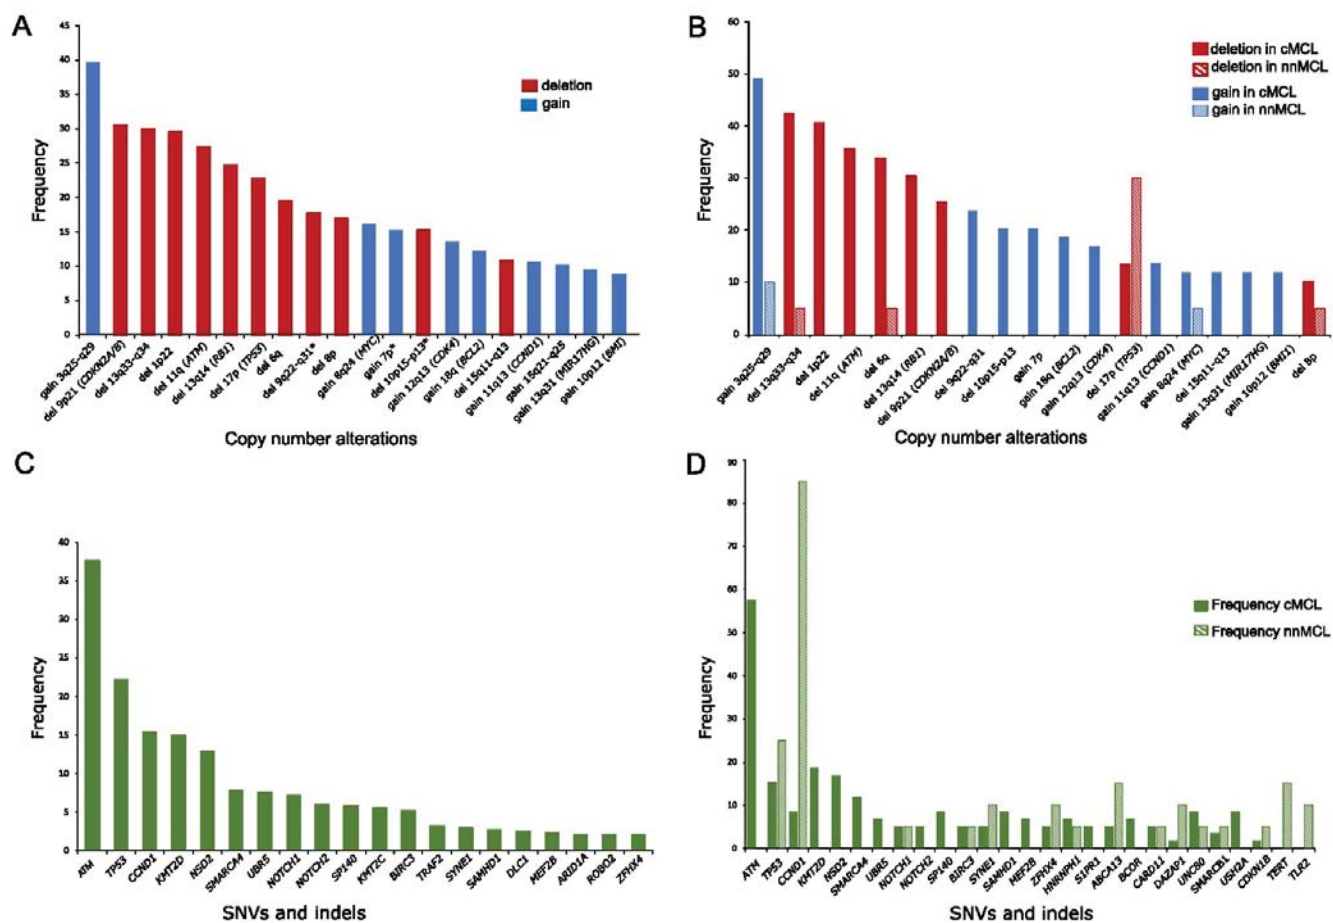 A
45
40
35
30
25
20
15
10
5
0
Frequency
deletion
gain
gain 3q25-q29
del 9p21 (CDKN2A/B)
del 13q33-q34
del 1p22
del 11q (ATM)
del 13q14 (RB1)
del 17p (TP53)
del 6q
del 9q22-q31*
del 8p
gain 8q24 (MYC)
gain 7p*
del 10p15-p13*
gain 12q13 (CDK4)
gain 18q (BCL2)
del 15q11-q13
gain 11q13 (CCND1)
gain 15q21-q25
gain 13q31 (MIR17HG)
gain 10p12 (BMI)
Copy number alterations
B
60
50
40
30
20
10
0
Frequency
deletion in cMCL
deletion in nnMCL
gain in cMCL
gain in nnMCL
gain 3q25-q29
del 13q33-q34
del 1p22
del 11q (ATM)
del 6q
del 13q14 (RB1)
del 9p21 (CDKN2A/B)
del 9q22-q31
del 10p15-p13
gain 7p
gain 18q (BCL2)
gain 12q13 (CDK4)
del 17p (TP53)
gain 11q13 (CCND1)
gain 8q24 (MYC)
del 15q11-q13
gain 13q31 (MIR17HG)
gain 10p12 (BMI1)
del 8p
Copy number alterations
C
40
35
30
25
20
15
10
5
0
Frequency
ATM
TP53
CCND1
KMT2D
NSD2
SMARCA4
UBR5
NOTCH1
NOTCH2
SP140
KMT2C
BIRC3
TRAF2
SYNE1
SAMHD1
DLC1
MEF2B
ARID1A
ROBO2
ZFHX4
SNVs and indels
D
90
80
70
60
50
40
30
20
10
0
Frequency
Frequency cMCL
Frequency nnMCL
ATM
TP53
CCND1
KMT2D
NSD2
SMARCA4
UBR5
NOTCH1
NOTCH2
SP140
BIRC3
SYNE1
SAMHD1
MEF2B
ZFHX4
HNRNPH1
S1PR1
ABCA13
BCOR
CARD11
DAZAP1
UNC80
SMARCB1
USH2A
CDKN1B
TERT
TLR2
SNVs and indels